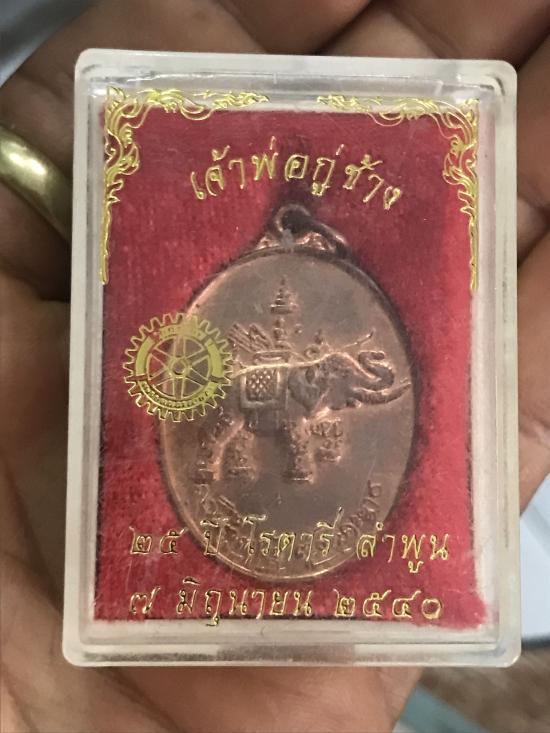 เจ้าพ่อกู่ช้าง
๒๕ ปี โรตารี ลำพูน
๗ มิถุนายน ๒๕๔๐